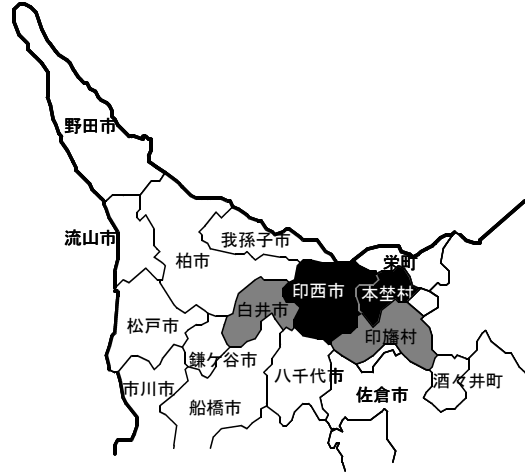 野田市
流山市
我孫子市
柏市
栄町
印西市
本埜村
白井市
松戸市
印旛村
鎌ケ谷市
八千代市
酒々井町
市川市
佐倉市
船橋市